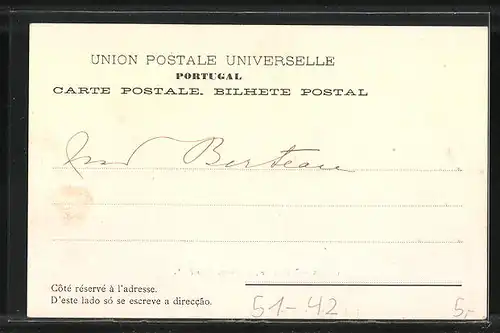 UNION POSTALE UNIVERSELLE
PORTUGAL
CARTE POSTALE. BILHETE POSTAL
Berteau
Côté réservé à l'adresse.
D'este lado só se escreve a direcção.
51-42
5,-